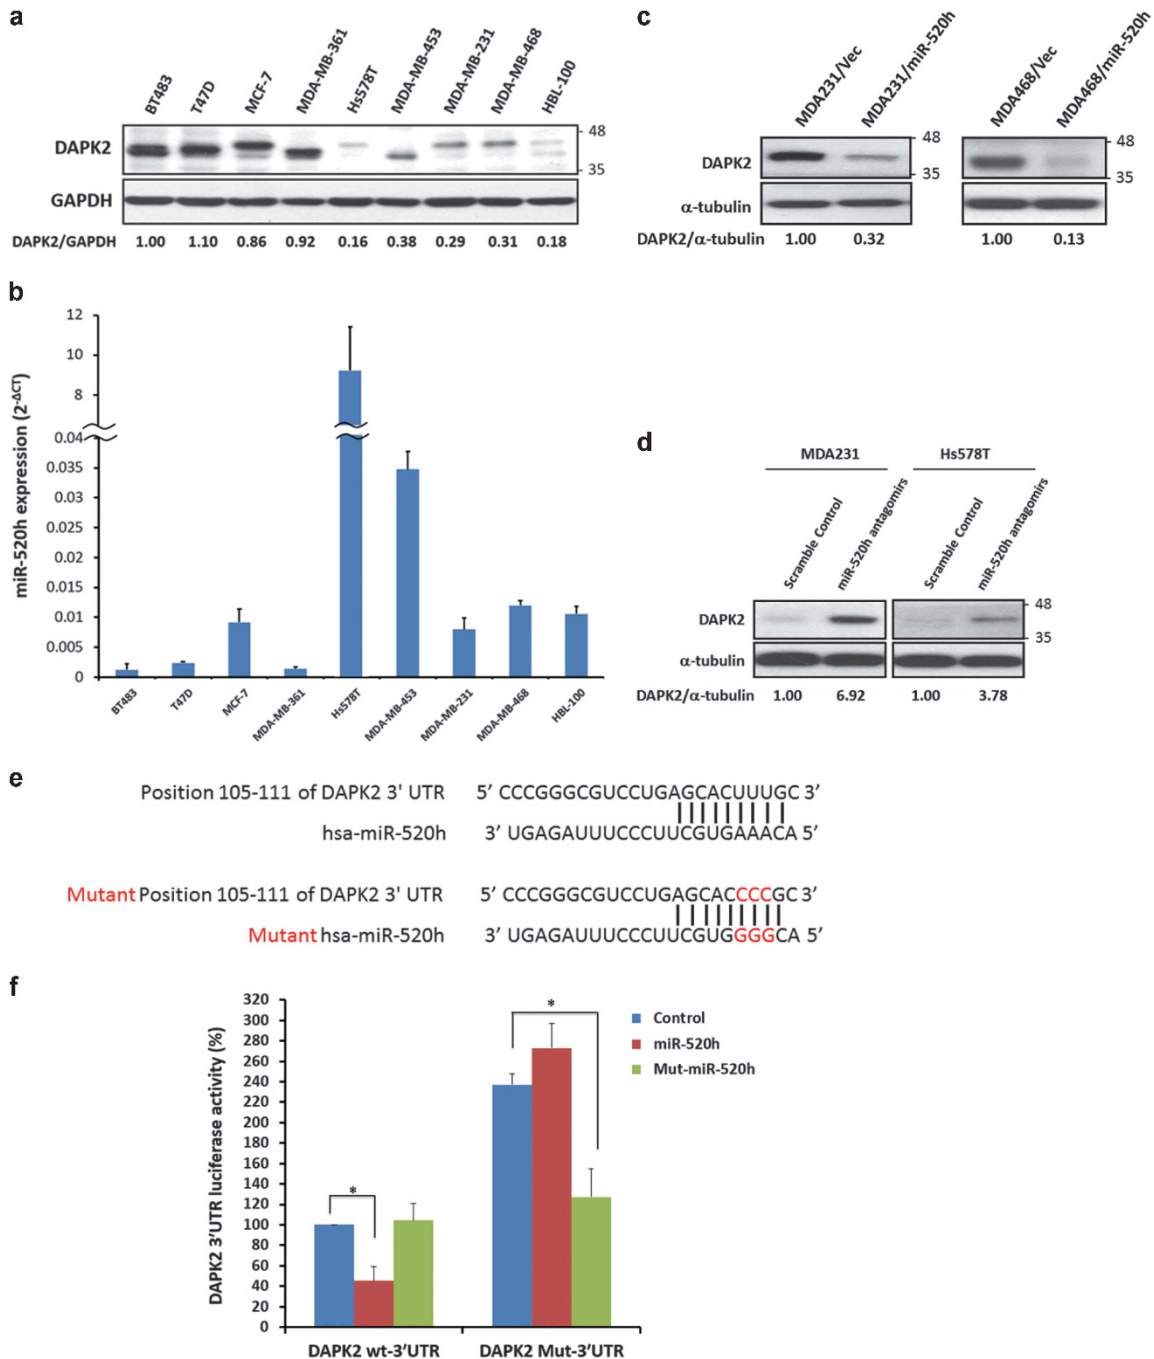 a
BT483
T47D
MCF-7
MDA-MB-361
Hs578T
MDA-MB-453
MDA-MB-231
MDA-MB-468
HBL-100
DAPK2
48
35
GAPDH
DAPK2/GAPDH 1.00 1.10 0.86 0.92 0.16 0.38 0.29 0.31 0.18
b
miR-520h expression (2-ΔCT)
12
10
8
0.04
0.035
0.03
0.025
0.02
0.015
0.01
0.005
0
BT483
T47D
MCF-7
MDA-MB-361
Hs578T
MDA-MB-453
MDA-MB-231
MDA-MB-468
HBL-100
c
MDA231/Vec
MDA231/miR-520h
MDA468/Vec
MDA468/miR-520h
DAPK2
48
35
48
35
α-tubulin
DAPK2/α-tubulin 1.00 0.32 1.00 0.13
d
MDA231 Hs578T
Scramble Control
miR-520h antagomirs
Scramble Control
miR-520h antagomirs
DAPK2
48
35
α-tubulin
DAPK2/α-tubulin 1.00 6.92 1.00 3.78
e
Position 105-111 of DAPK2 3' UTR 5’ CCCGGGCGUCCUGAGCACUUUGC 3’
hsa-miR-520h 3’ UGAGAUUUCCCUUCGUGAAACA 5’
Mutant Position 105-111 of DAPK2 3' UTR 5’ CCCGGGCGUCCUGAGCACCCCGC 3’
Mutant hsa-miR-520h 3’ UGAGAUUUCCCUUCGUGGGGCA 5’
f
DAPK2 3’UTR luciferase activity (%)
320
300
280
260
240
220
200
180
160
140
120
100
80
60
40
20
0
*
*
Control
miR-520h
Mut-miR-520h
DAPK2 wt-3’UTR
DAPK2 Mut-3’UTR